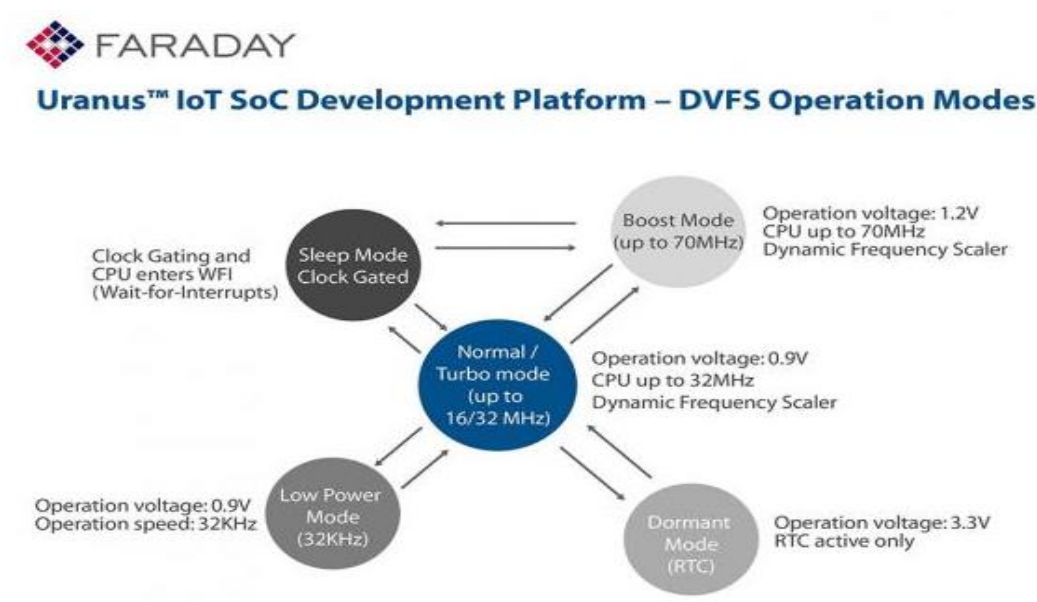 FARADAY
Uranus™ IoT SoC Development Platform – DVFS Operation Modes
Clock Gating and
CPU enters WFI
(Wait-for-Interrupts)
Sleep Mode
Clock Gated
Boost Mode
(up to 70MHz)
Operation voltage: 1.2V
CPU up to 70MHz
Dynamic Frequency Scaler
Normal /
Turbo mode
(up to
16/32 MHz)
Operation voltage: 0.9V
CPU up to 32MHz
Dynamic Frequency Scaler
Operation voltage: 0.9V
Operation speed: 32KHz
Low Power
Mode
(32KHz)
Dormant
Mode
(RTC)
Operation voltage: 3.3V
RTC active only